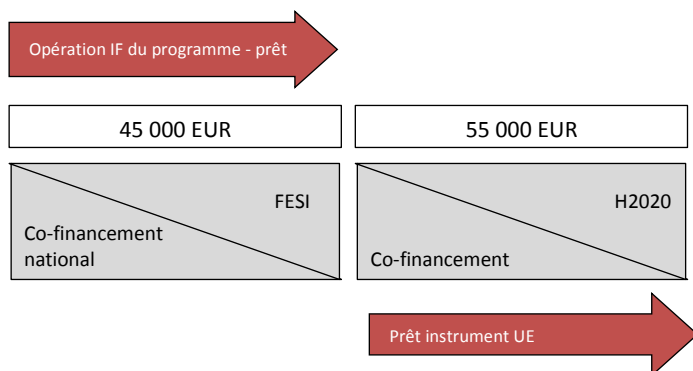 Opération IF du programme - prêt
45 000 EUR
55 000 EUR
FESI
Co-financement
national
H2020
Co-financement
Prêt instrument UE